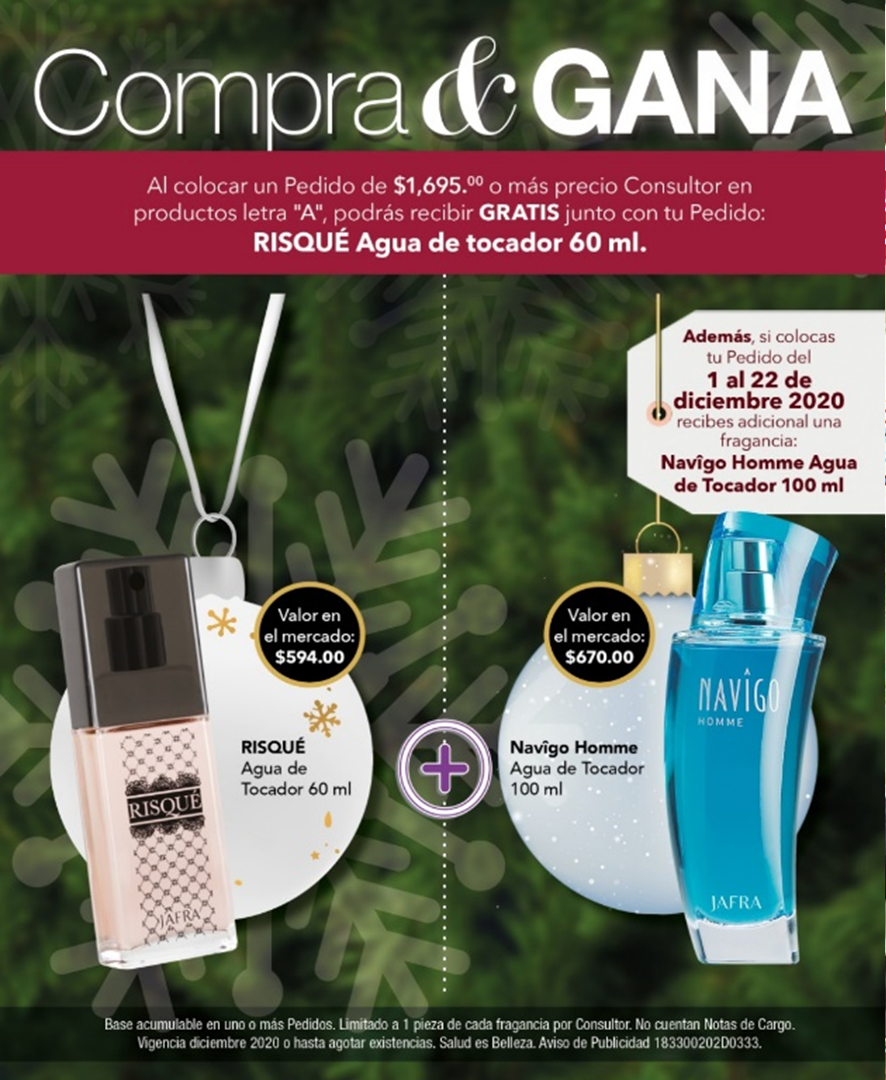 Compra & GANA
Al colocar un Pedido de $1,695.00 o más precio Consultor en
productos letra "A", podrás recibir GRATIS junto con tu Pedido:
RISQUÉ Agua de tocador 60 ml.
Además, si colocas
tu Pedido del
1 al 22 de
diciembre 2020
recibes adicional una
fragancia:
Navîgo Homme Agua
de Tocador 100 ml
Valor en
el mercado:
$594.00
RISQUÉ
Agua de
Tocador 60 ml
RISQUÉ
JAFRA
+
Valor en
el mercado:
$670.00
Navîgo Homme
Agua de Tocador
100 ml
NAVÎGO
HOMME
JAFRA
Base acumulable en uno o más Pedidos. Limitado a 1 pieza de cada fragancia por Consultor. No cuentan Notas de Cargo.
Vigencia diciembre 2020 o hasta agotar existencias. Salud es Belleza. Aviso de Publicidad 183300202D0333.